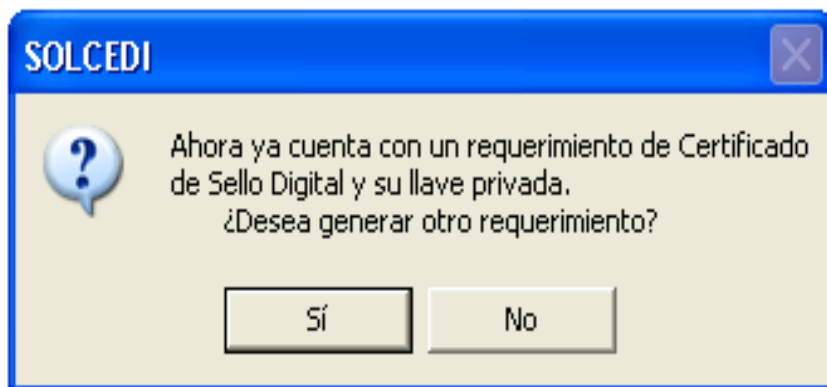 SOLCEDI
Ahora ya cuenta con un requerimiento de Certificado
de Sello Digital y su llave privada.
¿Desea generar otro requerimiento?
Sí
No